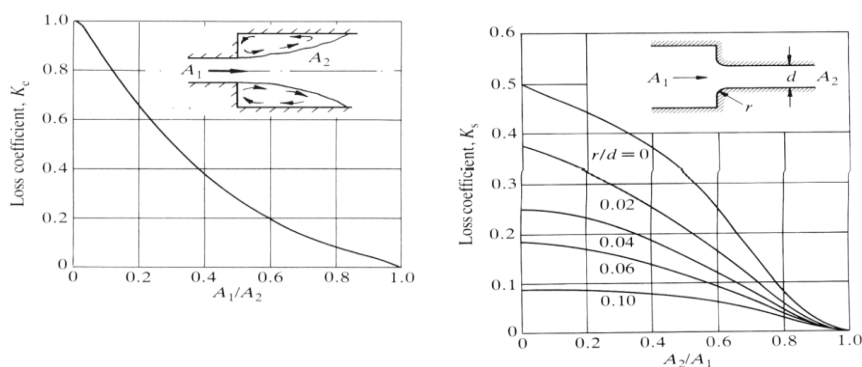 Loss coefficient, K_c
1.0
0.8
0.6
0.4
0.2
0
A₁
A₂
0 0.2 0.4 0.6 0.8 1.0
A₁/A₂
Loss coefficient, K_s
0.6
0.5
0.4
0.3
0.2
0.1
0
A₁
d
A₂
r
r/d = 0
0.02
0.04
0.06
0.10
0 0.2 0.4 0.6 0.8 1.0
A₂/A₁